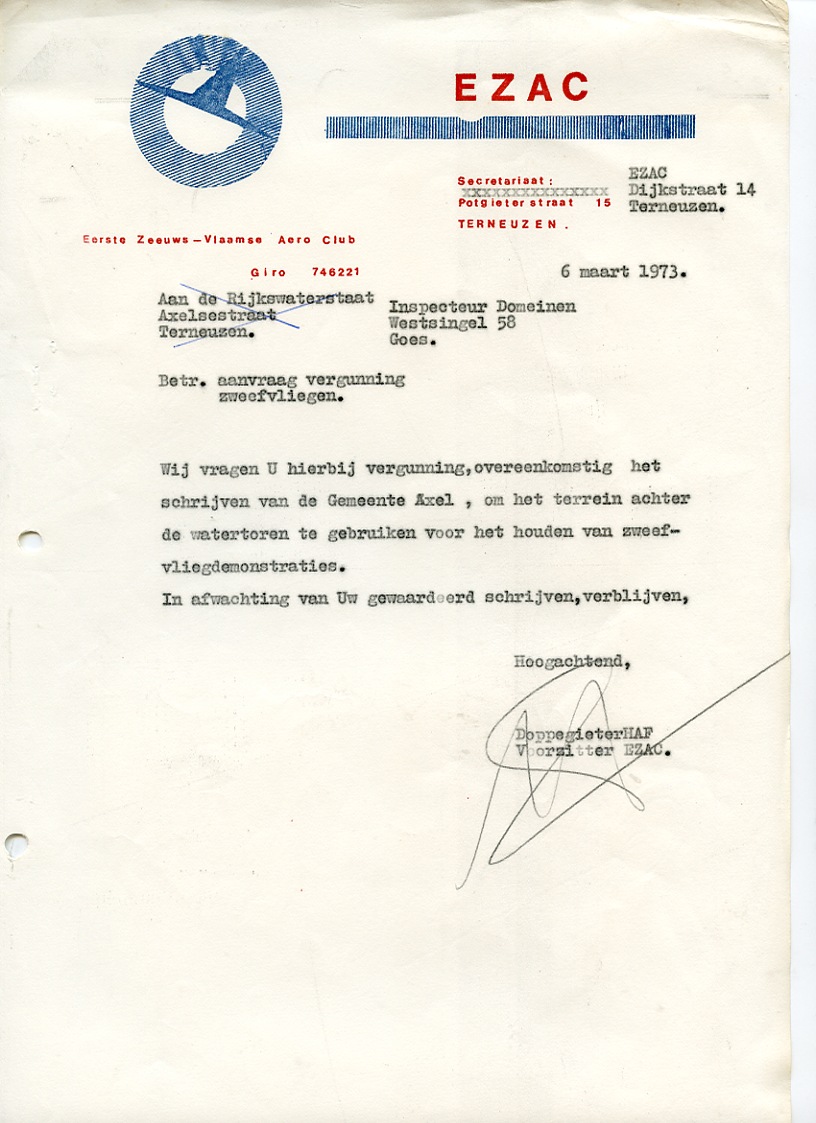 EZAC
Secretariaat:
xxxxxxxxxxxxxxx
Potgieterstraat 15
TERNEUZEN.
EZAC
Dijkstraat 14
Terneuzen.
Eerste Zeeuws-Vlaamse Aero Club
Giro 746221
6 maart 1973.
Aan de Rijkswaterstaat
Axelsestraat
Terneuzen.
Inspecteur Domeinen
Westsingel 58
Goes.
Betr. aanvraag vergunning
zweefvliegen.
Wij vragen U hierbij vergunning,overeenkomstig het
schrijven van de Gemeente Axel , om het terrein achter
de watertoren te gebruiken voor het houden van zweef-
vliegdemonstraties.
In afwachting van Uw gewaardeerd schrijven,verblijven,
Hoogachtend,
DoppegieterHAF
Voorzitter EZAC.